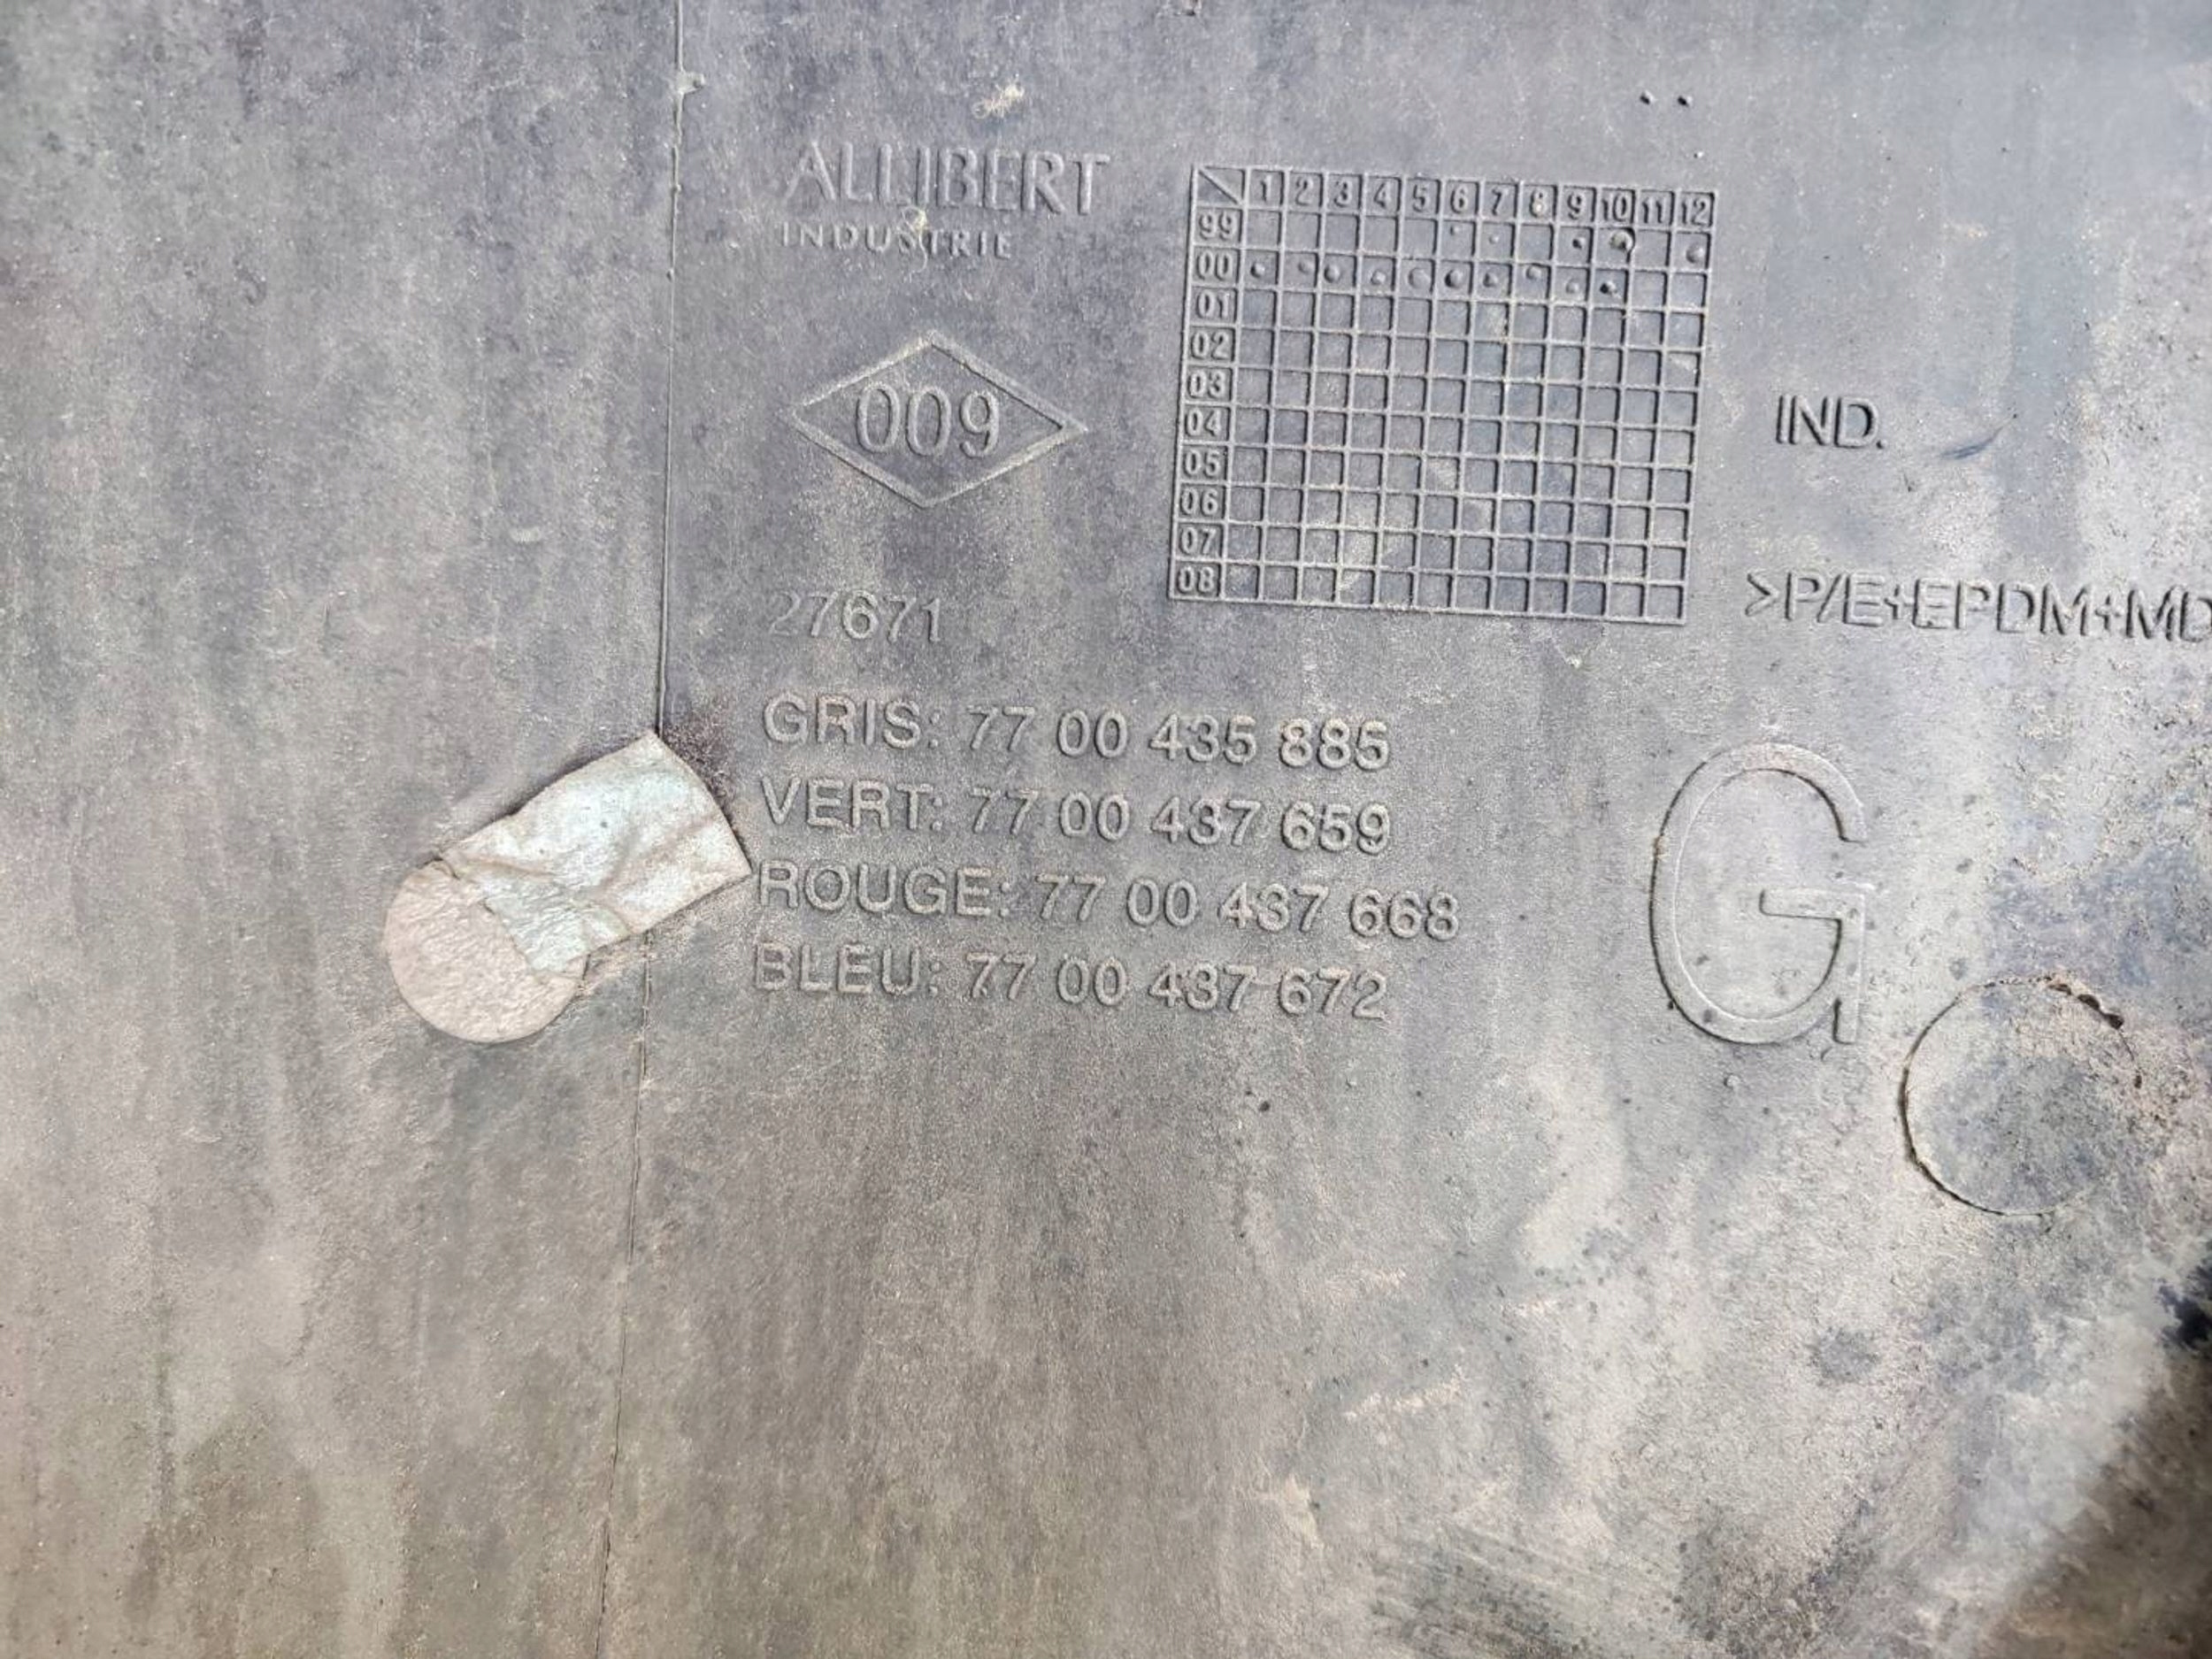 ALLIBERT
INDUSTRIE
009
1 2 3 4 5 6 7 8 9 10 11 12
99
00
01
02
03
04
05
06
07
08
IND.
>P/E+EPDM+MD
27671
GRIS: 77 00 435 885
VERT: 77 00 437 659
ROUGE: 77 00 437 668
BLEU: 77 00 437 672
G